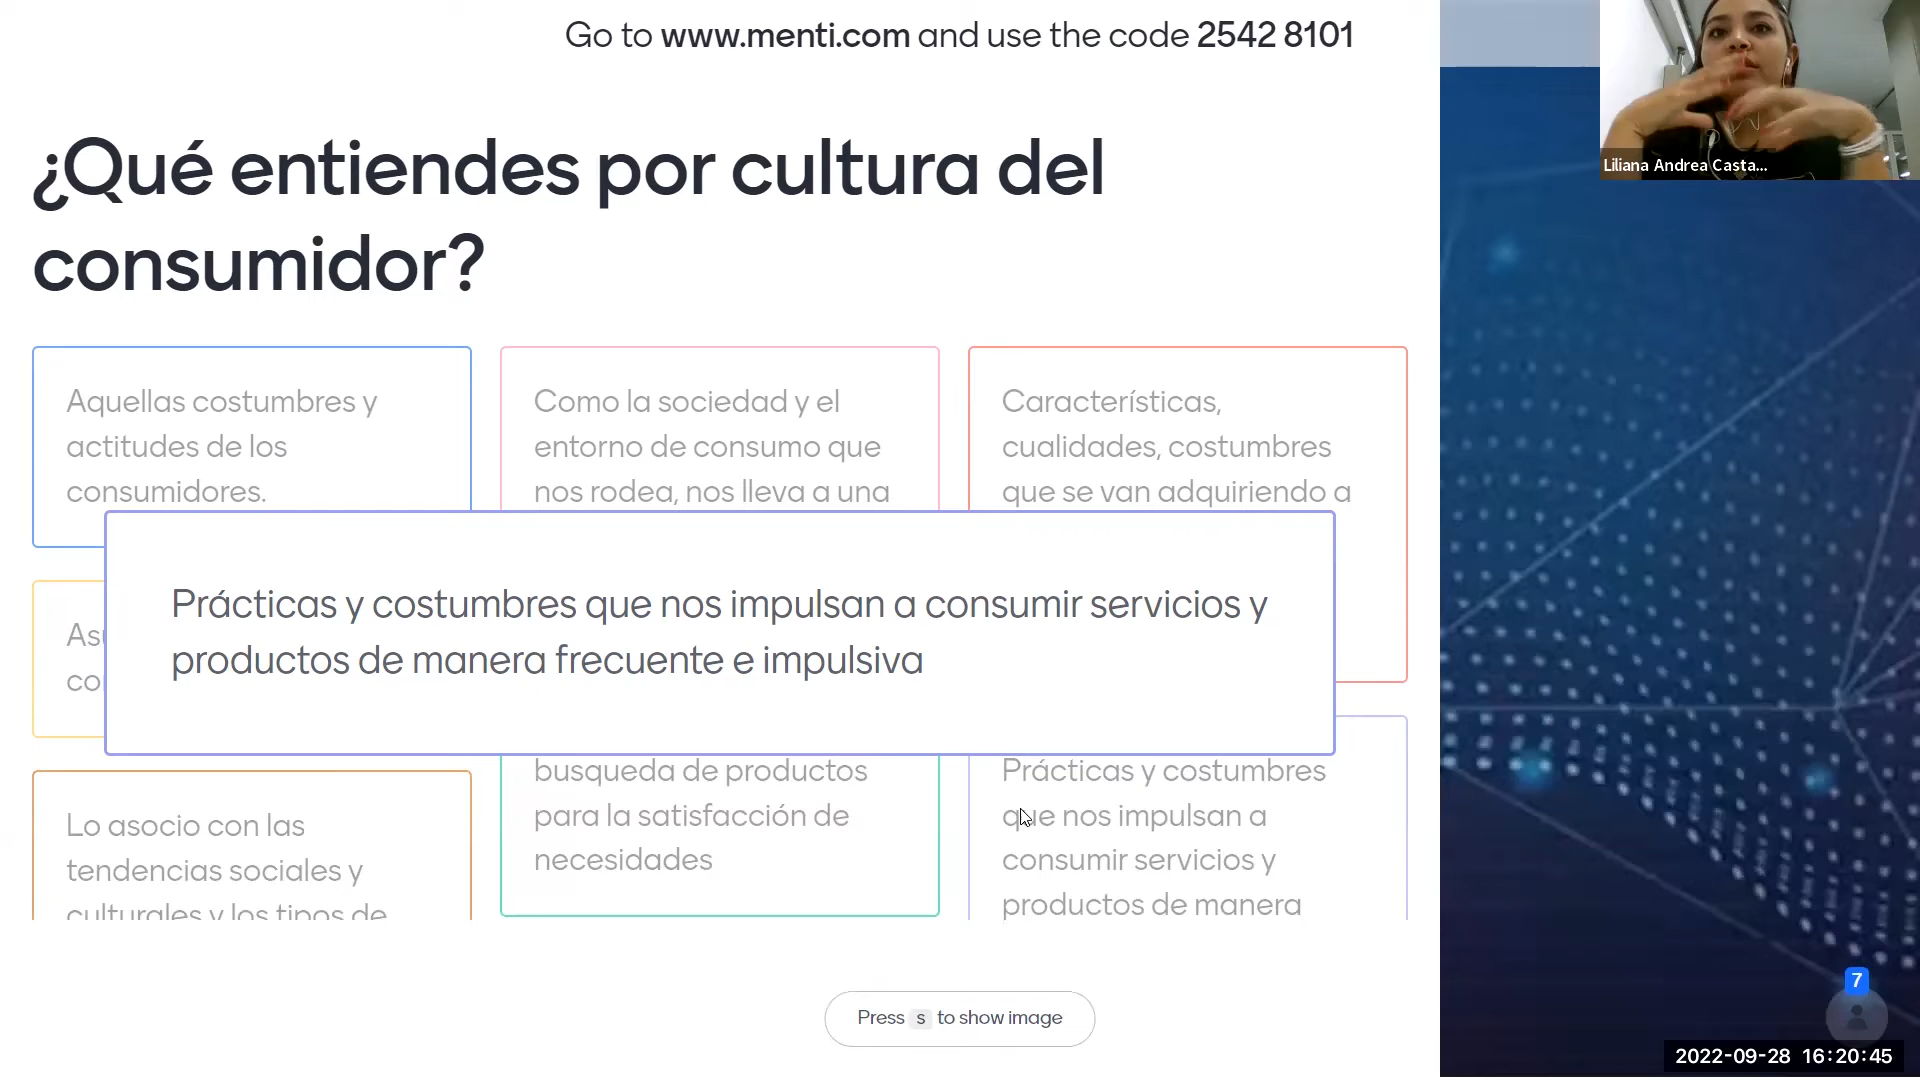 Go to www.menti.com and use the code 2542 8101
Liliana Andrea Casta...
¿Qué entiendes por cultura del
consumidor?
Aquellas costumbres y
actitudes de los
consumidores.
Como la sociedad y el
entorno de consumo que
nos rodea, nos lleva a una
Características,
cualidades, costumbres
que se van adquiriendo a
Prácticas y costumbres que nos impulsan a consumir servicios y
productos de manera frecuente e impulsiva
Lo asocio con las
tendencias sociales y
culturales y los tipos de
busqueda de productos
para la satisfacción de
necesidades
Prácticas y costumbres
que nos impulsan a
consumir servicios y
productos de manera
Press s to show image
7
2022-09-28 16:20:45